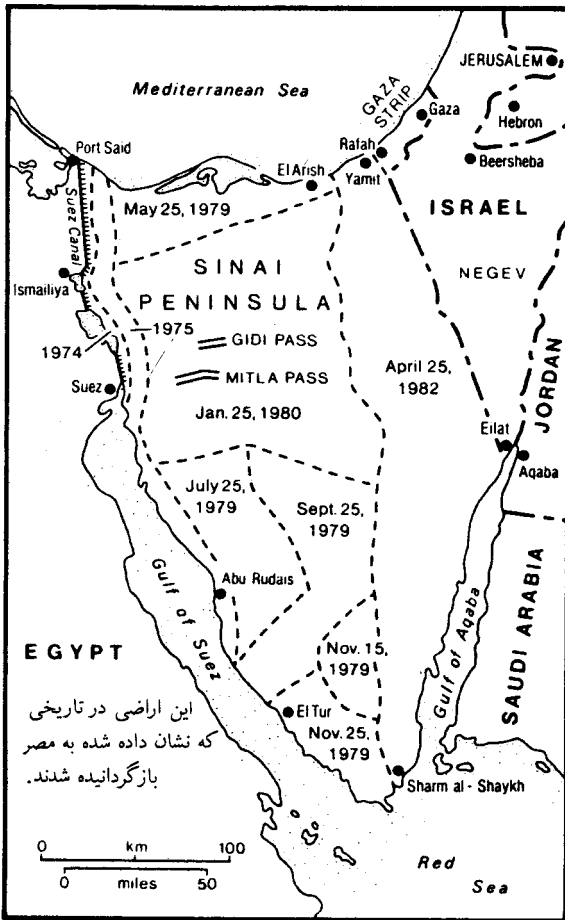 JERUSALEM
Mediterranean Sea
GAZA
STRIP
Gaza
Hebron
Port Said
Rafah
El Arish
Yamit
Beersheba
May 25, 1979
Suez Canal
ISRAEL
SINAI
NEGEV
Ismailiya
PENINSULA
1975
1974
GIDI PASS
MITLA PASS
April 25,
1982
Suez
Jan. 25, 1980
JORDAN
Eilat
Aqaba
July 25,
1979
Sept. 25,
1979
Abu Rudais
Gulf of Suez
Gulf of Aqaba
SAUDI ARABIA
EGYPT
Nov. 15,
1979
این اراضی در تاریخی
که نشان داده شده به مصر
بازگردانیده شدند.
El Tur
Nov. 25,
1979
Sharm al-Shaykh
0 km 100
0 miles 50
Red
Sea